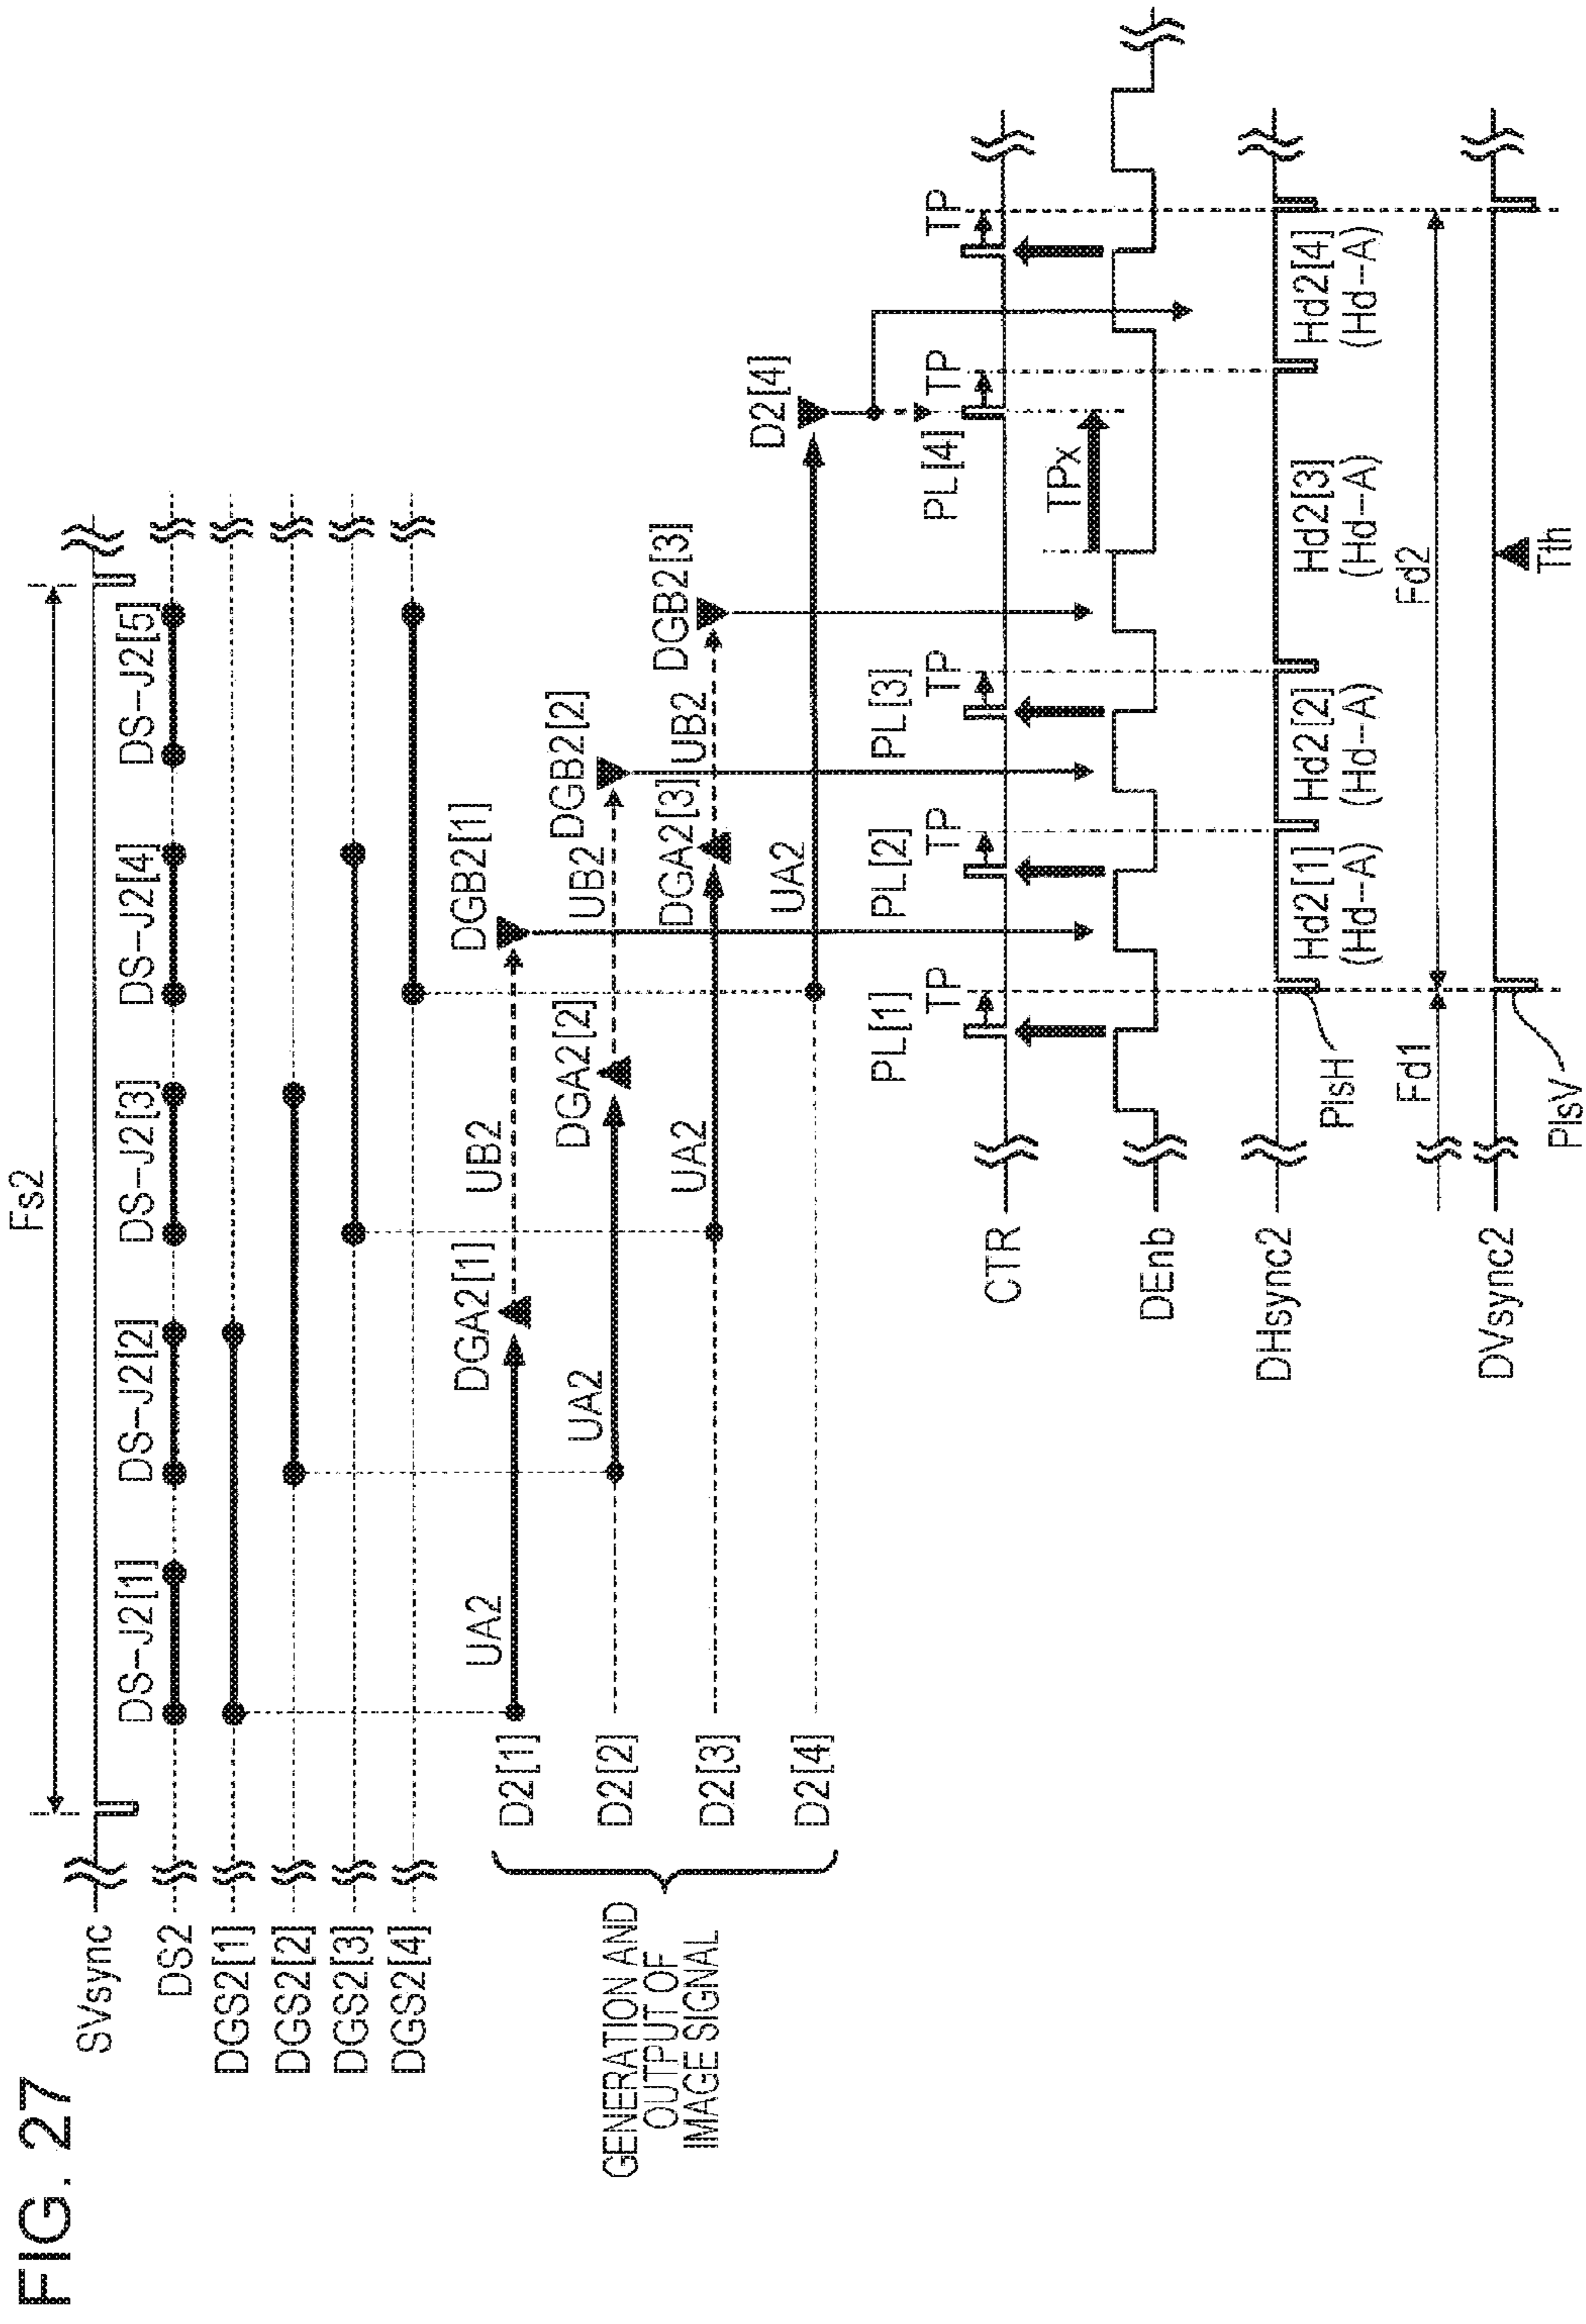 FIG. 27
Fs2
SVsync
DS-J2[1] DS-J2[2] DS-J2[3] DS-J2[4] DS-J2[5]
DS2
DGS2[1]
DGS2[2]
DGS2[3]
DGS2[4]
GENERATION AND
OUTPUT OF
IMAGE SIGNAL
D2[1] UA2 DGA2[1] UB2 DGB2[1]
D2[2] UA2 DGA2[2] UB2 DGB2[2]
D2[3] UA2 DGA2[3] UB2 DGB2[3]
D2[4] UA2 D2[4]
PL[1] PL[2] PL[3] PL[4]
TP TP TP TP TP
CTR
TPx
DEnb
DHsync2
PlsH
Hd2[1] Hd2[2] Hd2[3] Hd2[4]
(Hd-A) (Hd-A) (Hd-A) (Hd-A)
Fd1 Fd2
DVsync2
PlsV
Tth